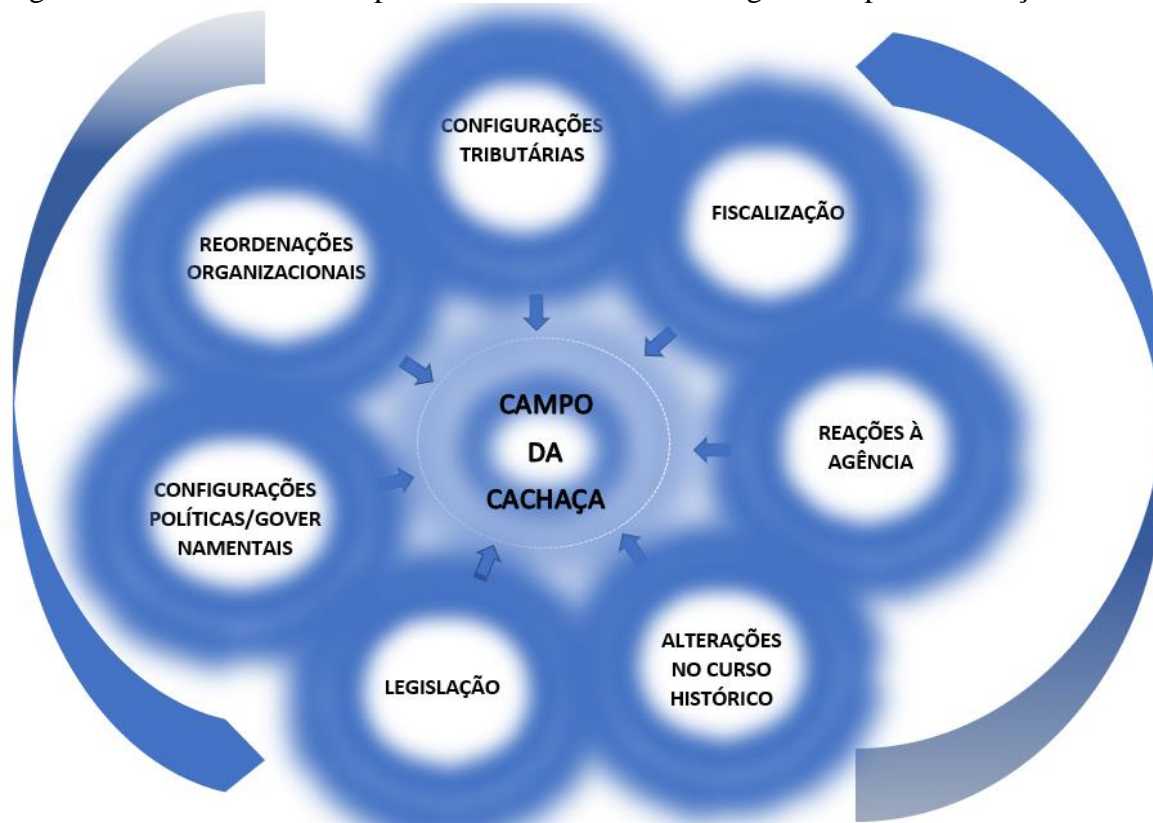 CONFIGURAÇÕES
TRIBUTÁRIAS
FISCALIZAÇÃO
REORDENAÇÕES
ORGANIZACIONAIS
CAMPO
DA
CACHAÇA
REAÇÕES À
AGÊNCIA
CONFIGURAÇÕES
POLÍTICAS/GOVER
NAMENTAIS
ALTERAÇÕES
NO CURSO
HISTÓRICO
LEGISLAÇÃO